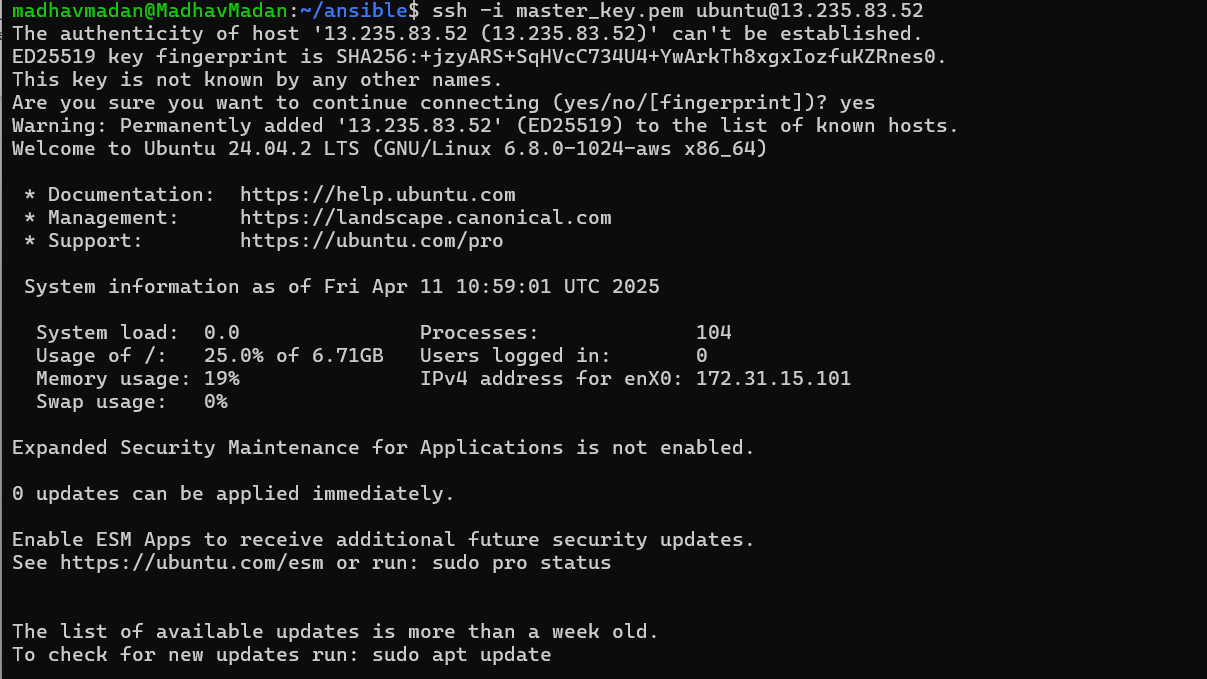 madhavmadan@MadhavMadan:~/ansible$ ssh -i master_key.pem ubuntu@13.235.83.52
The authenticity of host '13.235.83.52 (13.235.83.52)' can't be established.
ED25519 key fingerprint is SHA256:+jzyARS+SqHVcC734U4+YwArkTh8xgxIozfuKZRnes0.
This key is not known by any other names.
Are you sure you want to continue connecting (yes/no/[fingerprint])? yes
Warning: Permanently added '13.235.83.52' (ED25519) to the list of known hosts.
Welcome to Ubuntu 24.04.2 LTS (GNU/Linux 6.8.0-1024-aws x86_64)
* Documentation:  https://help.ubuntu.com
* Management:     https://landscape.canonical.com
* Support:        https://ubuntu.com/pro
System information as of Fri Apr 11 10:59:01 UTC 2025
System load:  0.0               Processes:             104
Usage of /:   25.0% of 6.71GB   Users logged in:       0
Memory usage: 19%               IPv4 address for enX0: 172.31.15.101
Swap usage:   0%
Expanded Security Maintenance for Applications is not enabled.
0 updates can be applied immediately.
Enable ESM Apps to receive additional future security updates.
See https://ubuntu.com/esm or run: sudo pro status
The list of available updates is more than a week old.
To check for new updates run: sudo apt update